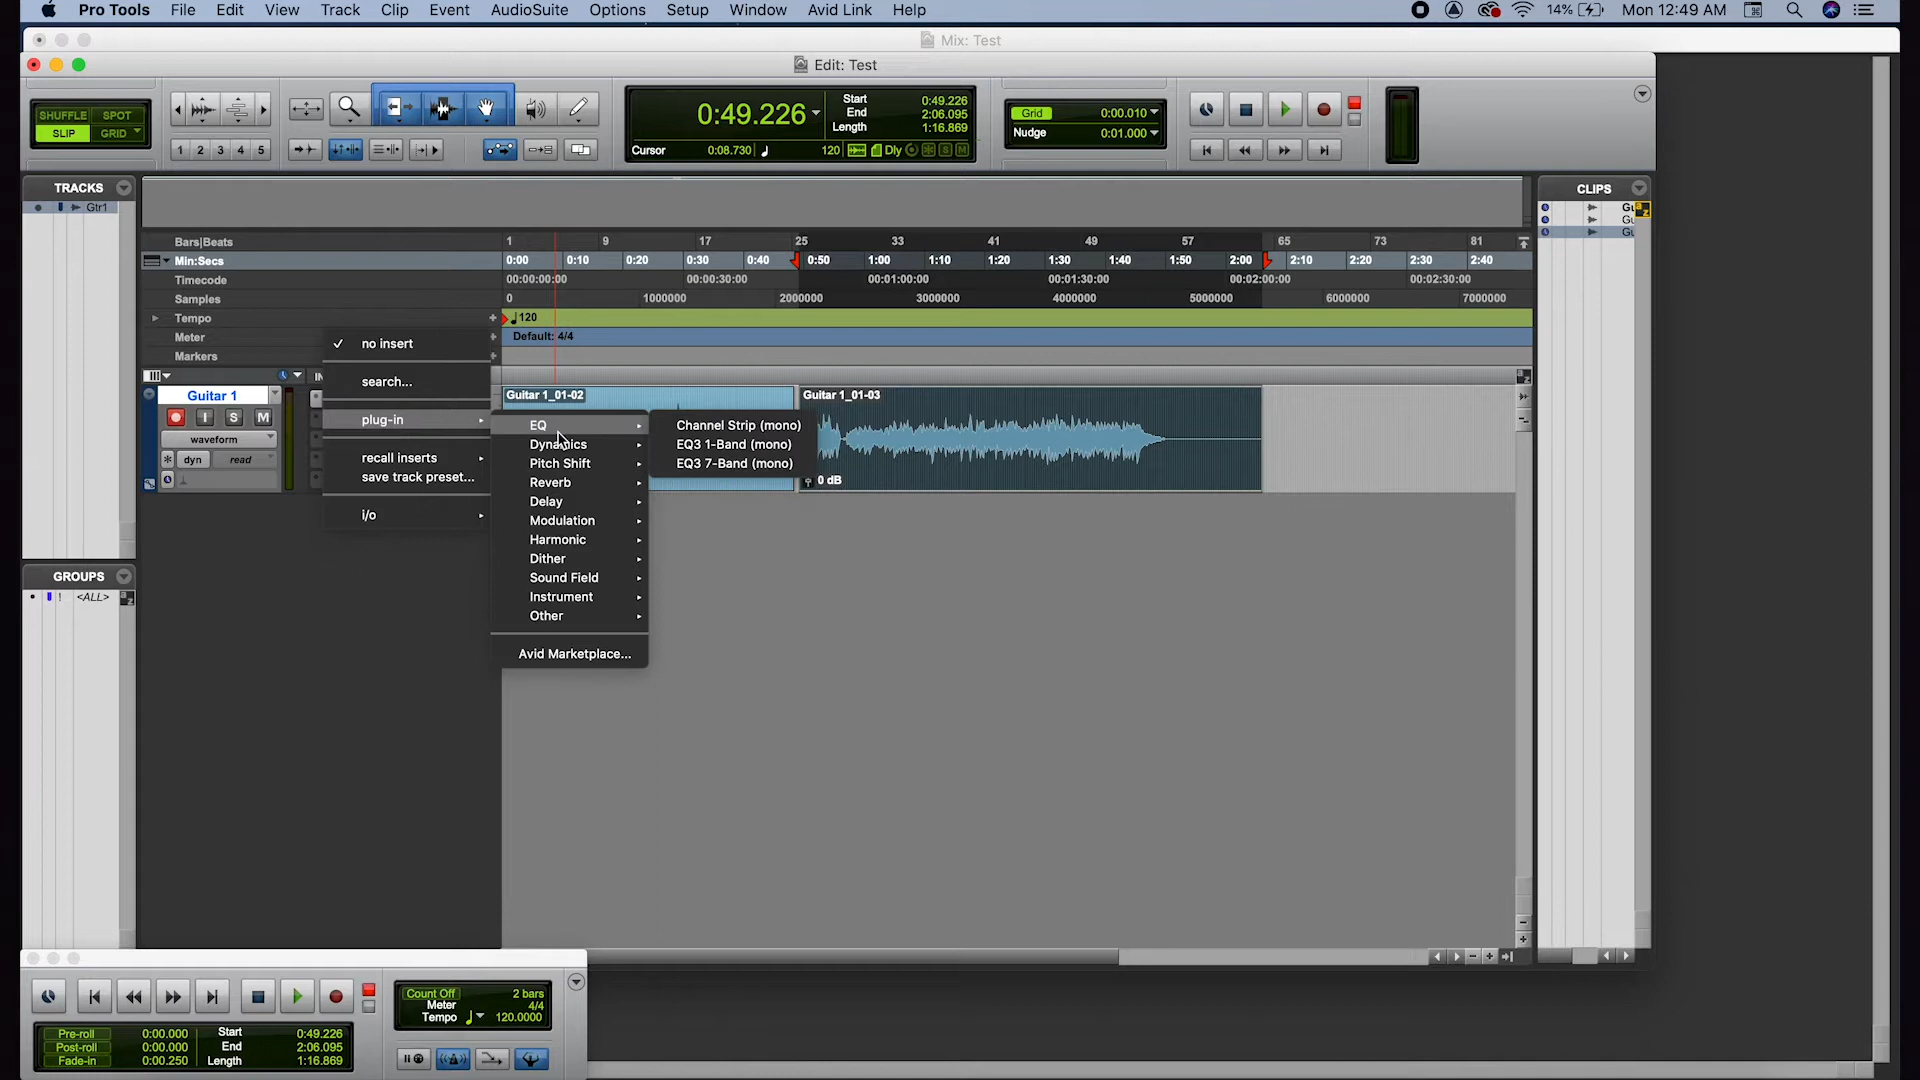 Pro Tools File Edit View Track Clip Event AudioSuite Options Setup Window Avid Link Help 14% Mon 12:49 AM
Mix: Test
Edit: Test
SHUFFLE SPOT
SLIP GRID
1 2 3 4 5
0:49.226
Start 0:49.226
End 2:06.095
Length 1:16.869
Cursor 0:08.730 120 Dly S M
Grid 0:00.010
Nudge 0:01.000
TRACKS
Gtr1
CLIPS
Gu
Gu
Gu
Bars|Beats 1 9 17 25 33 41 49 57 65 73 81
Min:Secs 0:00 0:10 0:20 0:30 0:40 0:50 1:00 1:10 1:20 1:30 1:40 1:50 2:00 2:10 2:20 2:30 2:40
Timecode 00:00:00:00 00:00:30:00 00:01:00:00 00:01:30:00 00:02:00:00 00:02:30:00
Samples 0 1000000 2000000 3000000 4000000 5000000 6000000 7000000
Tempo 120
Meter Default: 4/4
Markers
no insert
search...
plug-in
recall inserts
save track preset...
i/o
Guitar 1
I S M
waveform
dyn read
Guitar 1_01-02
Guitar 1_01-03
0 dB
EQ
Dynamics
Pitch Shift
Reverb
Delay
Modulation
Harmonic
Dither
Sound Field
Instrument
Other
Avid Marketplace...
Channel Strip (mono)
EQ3 1-Band (mono)
EQ3 7-Band (mono)
GROUPS
! <ALL>
Count Off 2 bars
Meter 4/4
Tempo 120.0000
Pre-roll 0:00.000
Post-roll 0:00.000
Fade-in 0:00.250
Start 0:49.226
End 2:06.095
Length 1:16.869